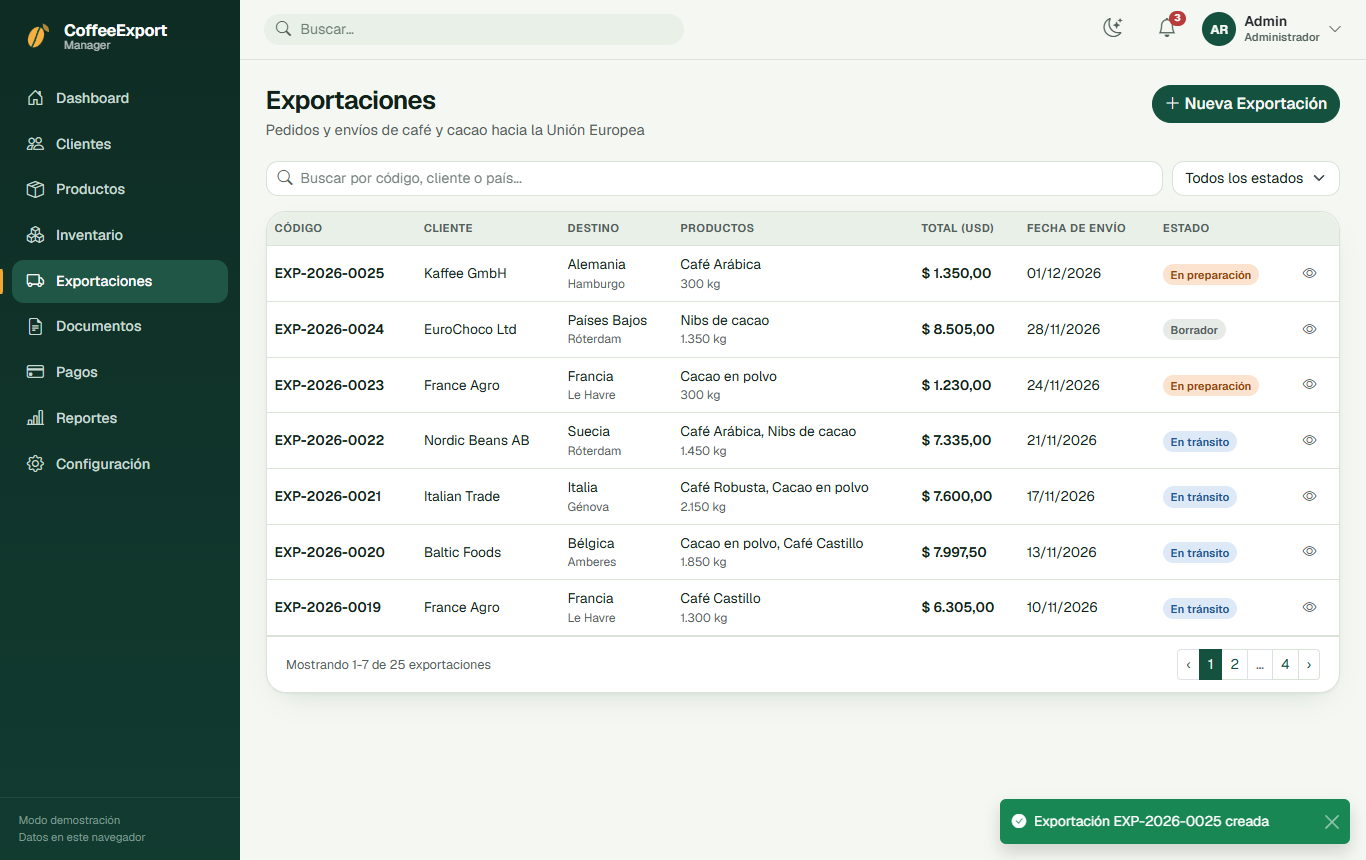 CoffeeExport
Manager
Buscar...
3
AR
Admin
Administrador
Dashboard
Clientes
Productos
Inventario
Exportaciones
Documentos
Pagos
Reportes
Configuración
Modo demostración
Datos en este navegador
Exportaciones
Pedidos y envíos de café y cacao hacia la Unión Europea
+ Nueva Exportación
Buscar por código, cliente o país...
Todos los estados
CÓDIGO CLIENTE DESTINO PRODUCTOS TOTAL (USD) FECHA DE ENVÍO ESTADO
EXP-2026-0025 Kaffee GmbH Alemania Café Arábica $ 1.350,00 01/12/2026 En preparación
Hamburgo 300 kg
EXP-2026-0024 EuroChoco Ltd Países Bajos Nibs de cacao $ 8.505,00 28/11/2026 Borrador
Róterdam 1.350 kg
EXP-2026-0023 France Agro Francia Cacao en polvo $ 1.230,00 24/11/2026 En preparación
Le Havre 300 kg
EXP-2026-0022 Nordic Beans AB Suecia Café Arábica, Nibs de cacao $ 7.335,00 21/11/2026 En tránsito
Róterdam 1.450 kg
EXP-2026-0021 Italian Trade Italia Café Robusta, Cacao en polvo $ 7.600,00 17/11/2026 En tránsito
Génova 2.150 kg
EXP-2026-0020 Baltic Foods Bélgica Cacao en polvo, Café Castillo $ 7.997,50 13/11/2026 En tránsito
Amberes 1.850 kg
EXP-2026-0019 France Agro Francia Café Castillo $ 6.305,00 10/11/2026 En tránsito
Le Havre 1.300 kg
Mostrando 1-7 de 25 exportaciones
‹ 1 2 ... 4 ›
Exportación EXP-2026-0025 creada